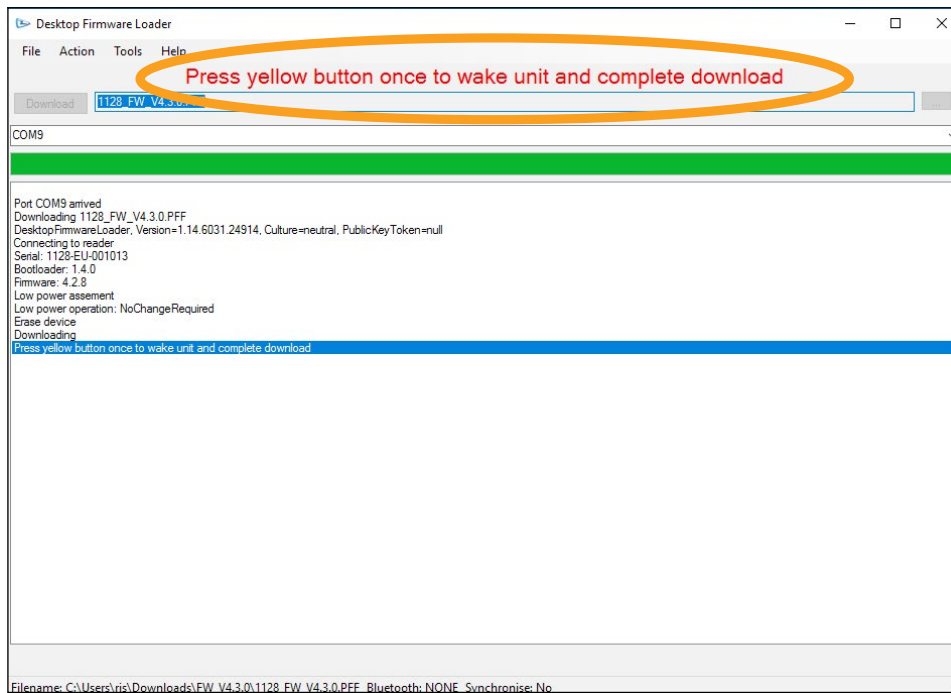 Desktop Firmware Loader
File Action Tools Help
Press yellow button once to wake unit and complete download
Download 1128_FW_V4.3.0
...
COM9
Port COM9 arrived
Downloading 1128_FW_V4.3.0.PFF
DesktopFirmwareLoader, Version=1.14.6031.24914, Culture=neutral, PublicKeyToken=null
Connecting to reader
Serial: 1128-EU-001013
Bootloader: 1.4.0
Firmware: 4.2.8
Low power assement
Low power operation: NoChangeRequired
Erase device
Downloading
Press yellow button once to wake unit and complete download
Filename: C:\Users\ris\Downloads\FW_V4.3.0\1128_FW_V4.3.0.PFF Bluetooth: NONE Synchronise: No